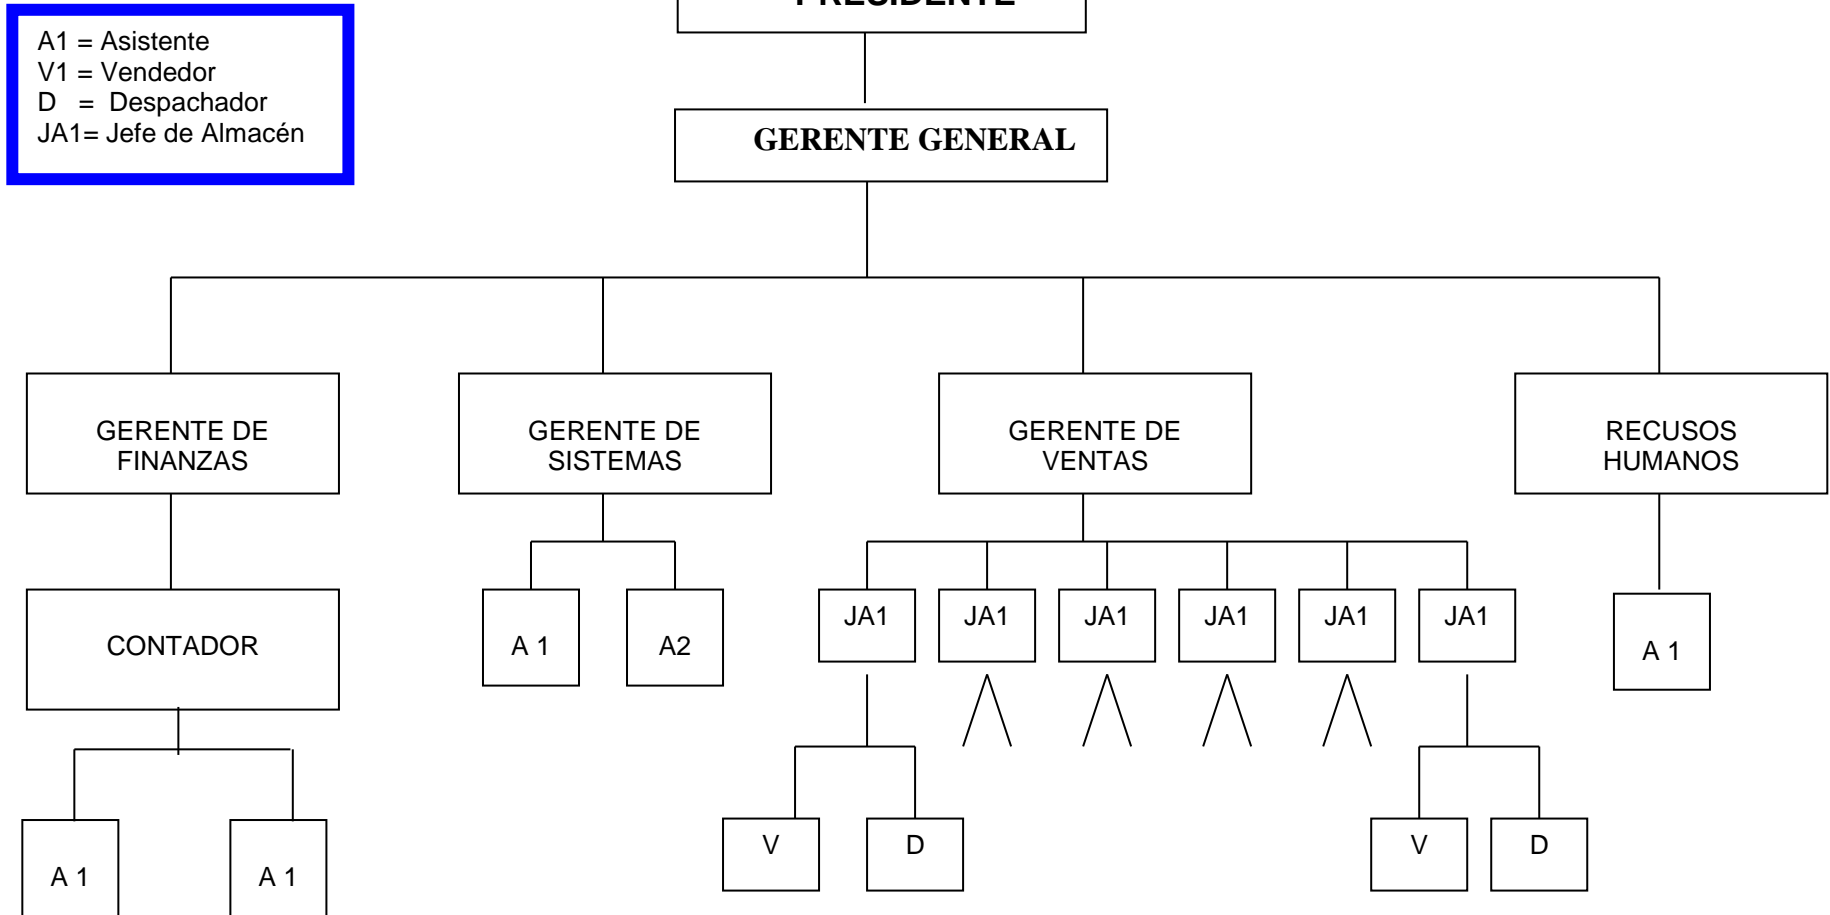 PRESIDENTE
A1 = Asistente
V1 = Vendedor
D = Despachador
JA1= Jefe de Almacén
GERENTE GENERAL
GERENTE DE
FINANZAS
GERENTE DE
SISTEMAS
GERENTE DE
VENTAS
RECUSOS
HUMANOS
CONTADOR
A 1
A2
JA1
JA1
JA1
JA1
JA1
JA1
A 1
A 1
A 1
V
D
V
D